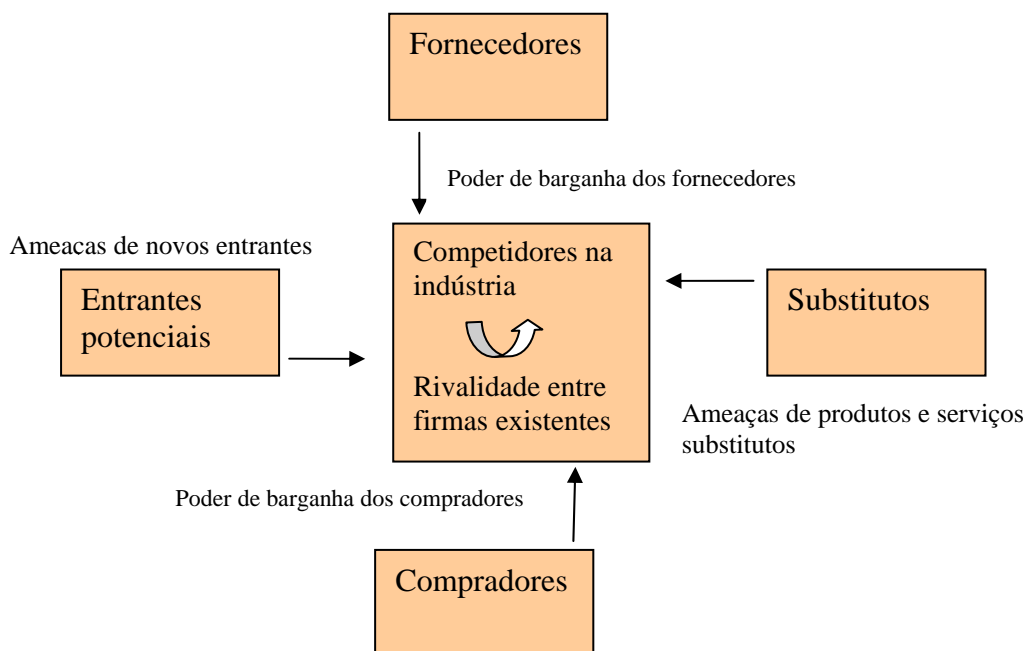 Fornecedores
Poder de barganha dos fornecedores
Ameacas de novos entrantes
Entrantes
potenciais
Competidores na
indústria
Rivalidade entre
firmas existentes
Substitutos
Ameaças de produtos e serviços
substitutos
Poder de barganha dos compradores
Compradores